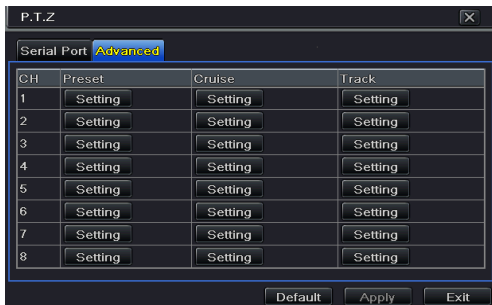 P.T.Z
Serial Port Advanced
CH Preset Cruise Track
1 Setting Setting Setting
2 Setting Setting Setting
3 Setting Setting Setting
4 Setting Setting Setting
5 Setting Setting Setting
6 Setting Setting Setting
7 Setting Setting Setting
8 Setting Setting Setting
Default Apply Exit